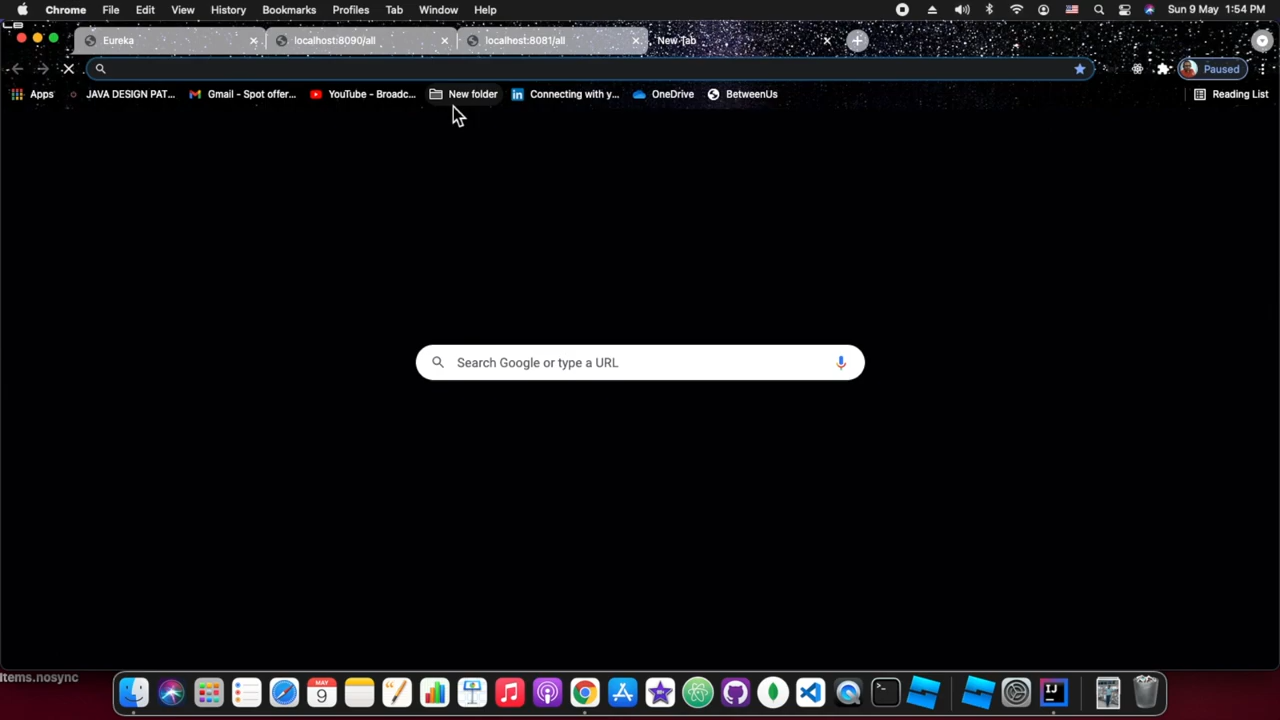 Chrome File Edit View History Bookmarks Profiles Tab Window Help Sun 9 May 1:54 PM
Eureka localhost:8090/all localhost:8081/all New Tab
Paused
Apps JAVA DESIGN PAT... Gmail - Spot offer... YouTube - Broadc... New folder Connecting with y... OneDrive BetweenUs Reading List
Search Google or type a URL
Items.nosync
MAY
9
IJ